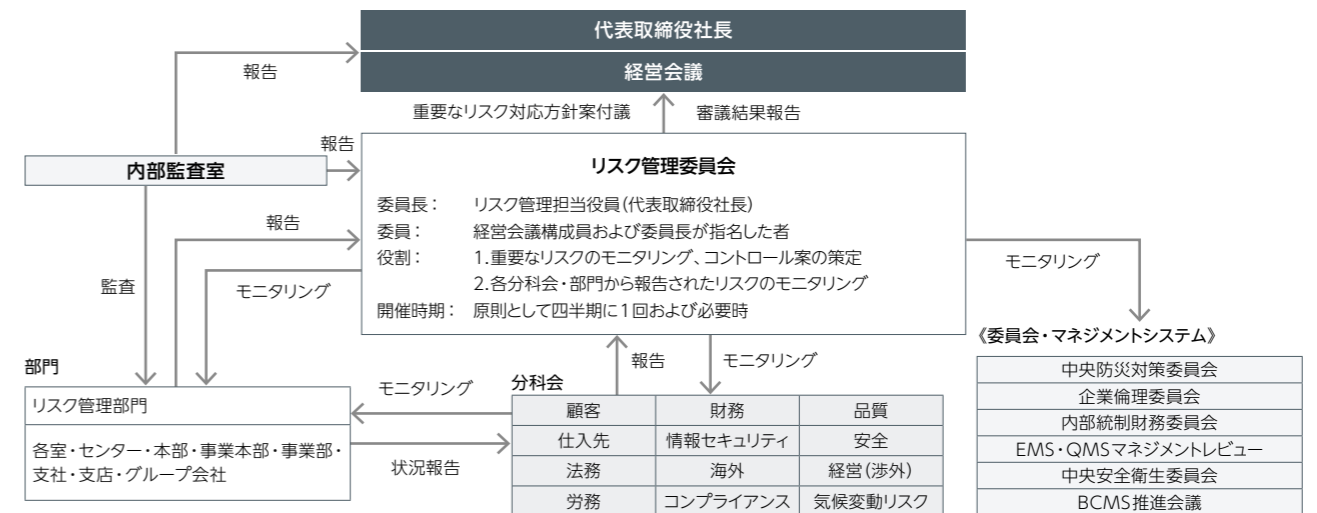 代表取締役社長
経営会議
報告
重要なリスク対応方針案付議
審議結果報告
内部監査室
報告
リスク管理委員会
委員長： リスク管理担当役員（代表取締役社長）
委員： 経営会議構成員および委員長が指名した者
役割： 1.重要なリスクのモニタリング、コントロール案の策定
2.各分科会・部門から報告されたリスクのモニタリング
開催時期： 原則として四半期に1回および必要時
報告
監査
モニタリング
モニタリング
部門
リスク管理部門
各室・センター・本部・事業本部・事業部・
支社・支店・グループ会社
モニタリング
状況報告
報告
モニタリング
分科会
顧客 財務 品質
仕入先 情報セキュリティ 安全
法務 海外 経営（渉外）
労務 コンプライアンス 気候変動リスク
《委員会・マネジメントシステム》
中央防災対策委員会
企業倫理委員会
内部統制財務委員会
EMS・QMSマネジメントレビュー
中央安全衛生委員会
BCMS推進会議